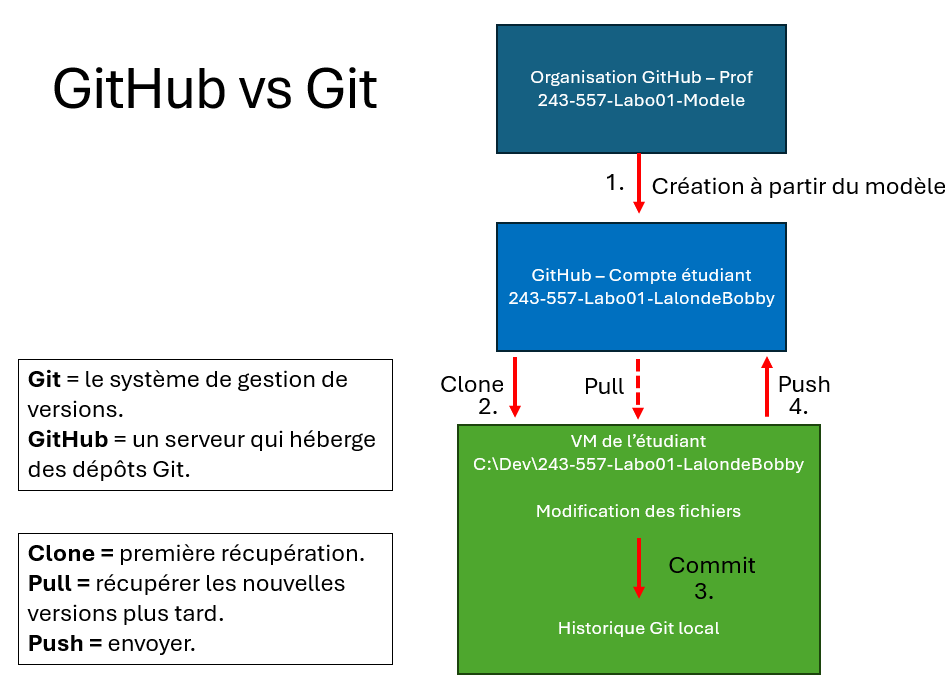 GitHub vs Git
Organisation GitHub – Prof
243-557-Labo01-Modele
1.
Création à partir du modèle
GitHub – Compte étudiant
243-557-Labo01-LalondeBobby
Clone
2.
Pull
Push
4.
Git = le système de gestion de
versions.
GitHub = un serveur qui héberge
des dépôts Git.
VM de l’étudiant
C:\Dev\243-557-Labo01-LalondeBobby
Modification des fichiers
Commit
3.
Historique Git local
Clone = première récupération.
Pull = récupérer les nouvelles
versions plus tard.
Push = envoyer.